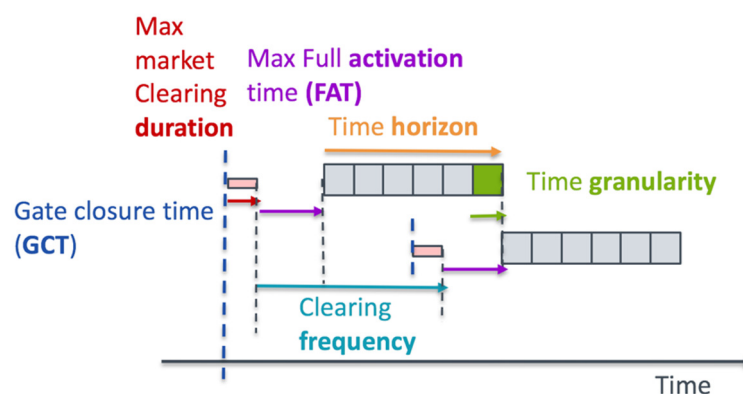 Max
market
Clearing
duration
Max Full activation
time (FAT)
Time horizon
Time granularity
Gate closure time
(GCT)
Clearing
frequency
Time